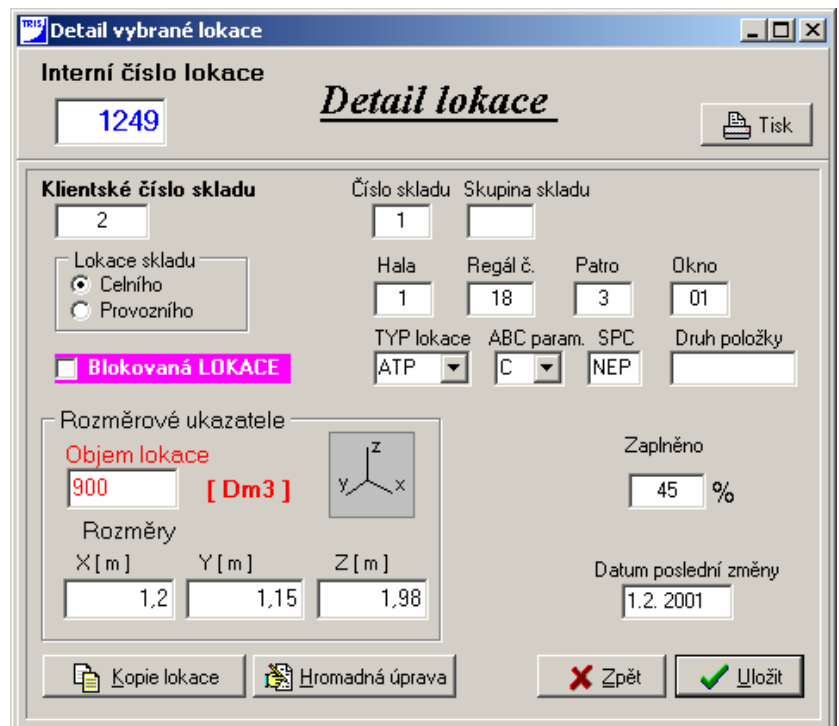 TRIS Detail vybrané lokace
Interní číslo lokace
1249
Detail lokace
Tisk
Klientské číslo skladu
2
Číslo skladu Skupina skladu
1
Lokace skladu
Celního
Provozního
Hala Regál č. Patro Okno
1 18 3 01
TYP lokace ABC param. SPC Druh položky
ATP C NEP
Blokovaná LOKACE
Rozměrové ukazatele
Objem lokace
900 [ Dm3 ]
z
y x
Rozměry
X [ m ] Y [ m ] Z [ m ]
1,2 1,15 1,98
Zaplněno
45 %
Datum poslední změny
1.2. 2001
Kopie lokace Hromadná úprava Zpět Uložit